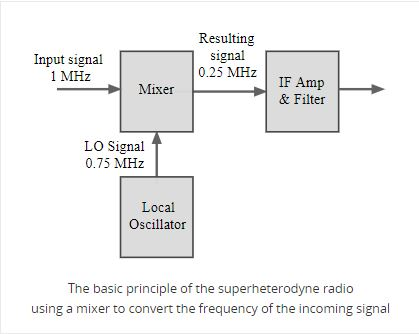 Resulting
signal
0.25 MHz
Input signal
1 MHz
Mixer
IF Amp
& Filter
LO Signal
0.75 MHz
Local
Oscillator
The basic principle of the superheterodyne radio
using a mixer to convert the frequency of the incoming signal